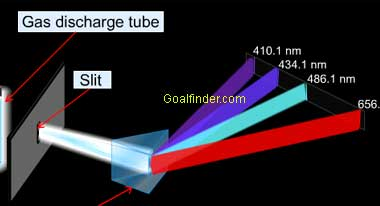 Gas discharge tube
410.1 nm
434.1 nm
486.1 nm
656.
Slit
Goalfinder.com